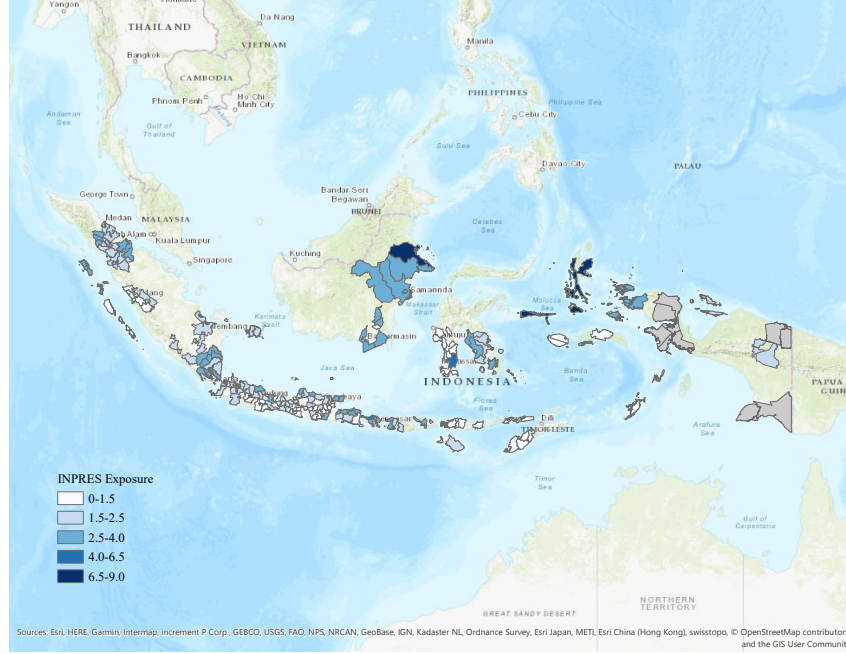 Yangon
THAILAND
Da Nang
VIETNAM
Bangkok
Manila
CAMBODIA
PHILIPPINES
Phnom Penh
Ho Chi
Minh City
Philippine Sea
Andaman
Sea
Mekong
Cebu City
Gulf of
Thailand
Sulu Sea
Davao City
PALAU
George Town
Bandar Seri
Begawan
BRUNEI
Medan
MALAYSIA
Celebes
Sea
Kuala Lumpur
Kuching
Singapore
Samarinda
Makassar
Strait
Molucca
Sea
Karimata
Strait
Java Sea
Banda
Sea
INDONESIA
PAPUA
Flores
Sea
Dili
TIMOR-LESTE
Arafura
Sea
INPRES Exposure
0-1.5
1.5-2.5
2.5-4.0
4.0-6.5
6.5-9.0
Timor
Sea
Gulf of
Carpentaria
NORTHERN
TERRITORY
GREAT SANDY DESERT
Sources: Esri, HERE, Garmin, Intermap, increment P Corp., GEBCO, USGS, FAO, NPS, NRCAN, GeoBase, IGN, Kadaster NL, Ordnance Survey, Esri Japan, METI, Esri China (Hong Kong), swisstopo, © OpenStreetMap contributor
and the GIS User Communit